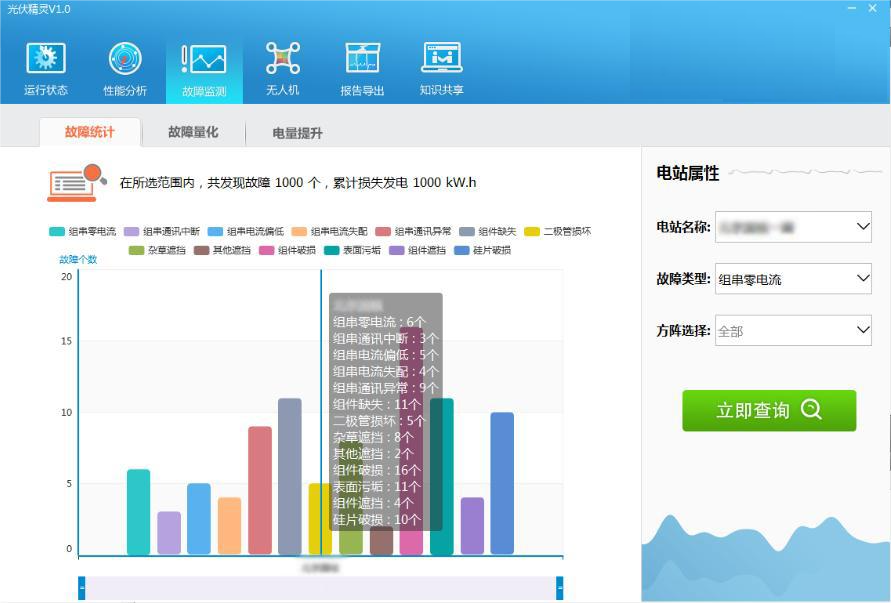 光伏精灵V1.0
运行状态 性能分析 故障监测 无人机 报告导出 知识共享
故障统计 故障量化 电量提升
在所选范围内，共发现故障 1000 个，累计损失发电 1000 kW.h
组串零电流 组串通讯中断 组串电流偏低 组串电流失配 组串通讯异常 组件缺失 二极管损坏
杂草遮挡 其他遮挡 组件破损 表面污垢 组件遮挡 硅片破损
故障个数
20
15
10
5
0
组串零电流：6个
组串通讯中断：3个
组串电流偏低：5个
组串电流失配：4个
组串通讯异常：9个
组件缺失：11个
二极管损坏：5个
杂草遮挡：8个
其他遮挡：2个
组件破损：16个
表面污垢：11个
组件遮挡：4个
硅片破损：10个
电站属性
电站名称:
故障类型: 组串零电流
方阵选择: 全部
立即查询